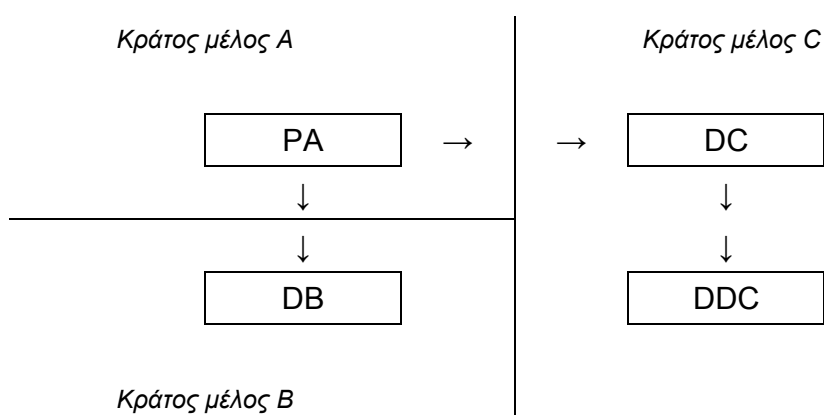 Κράτος μέλος A
Κράτος μέλος C
PA → → DC
↓ ↓
↓ ↓
DB DDC
Κράτος μέλος B